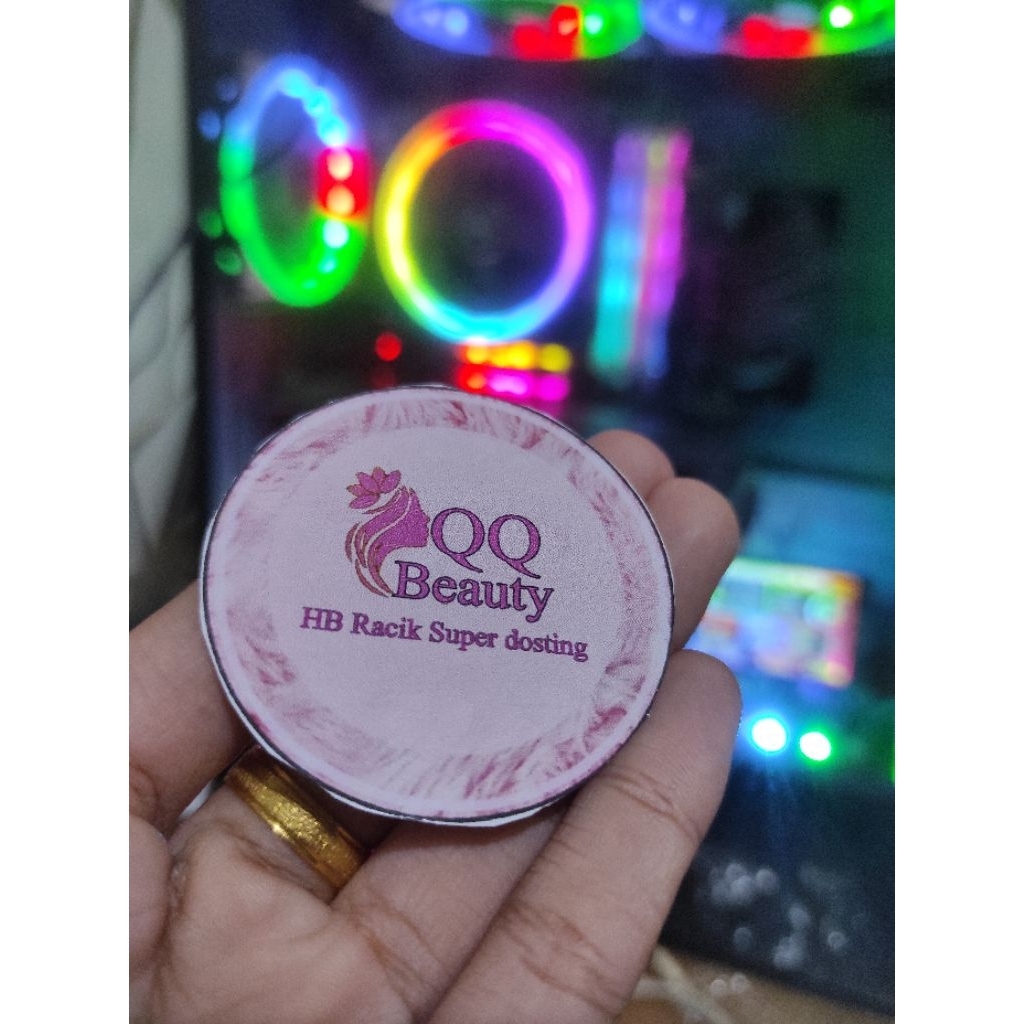 QQ
Beauty
HB Racik Super dosting